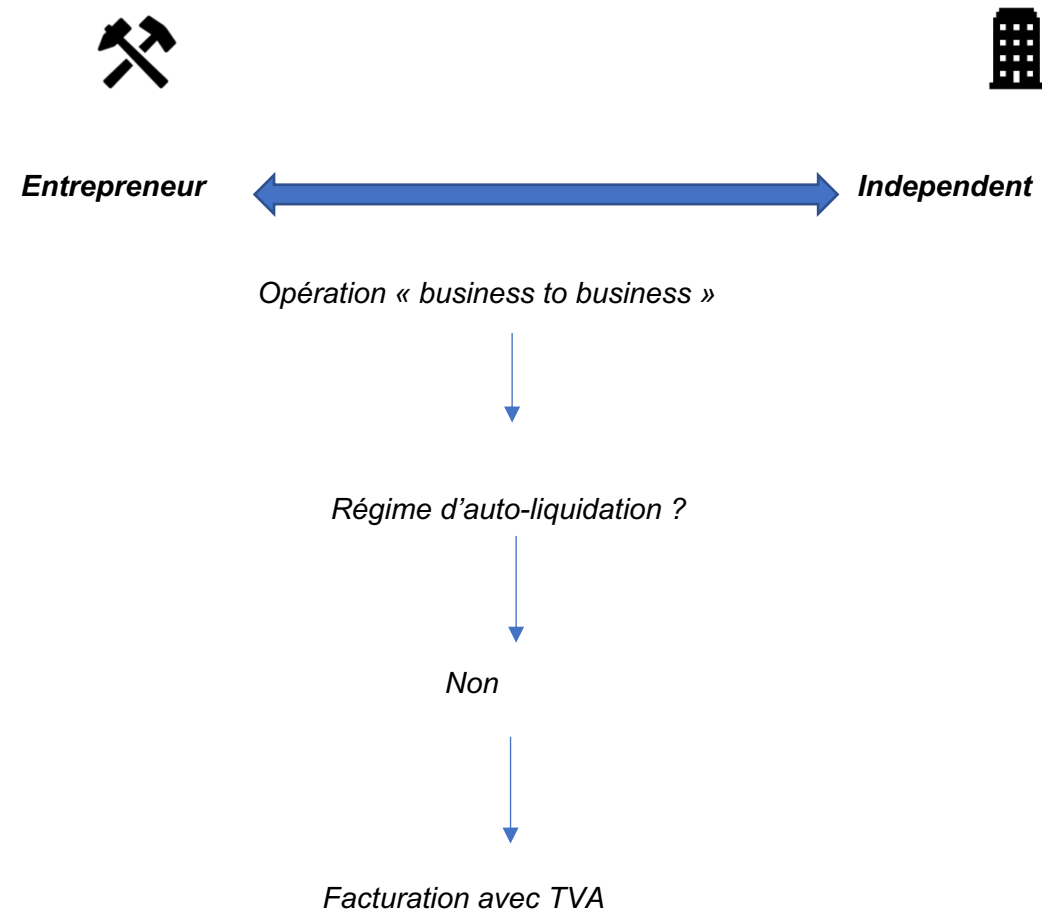 Entrepreneur
Independent
Opération « business to business »
Régime d'auto-liquidation ?
Non
Facturation avec TVA